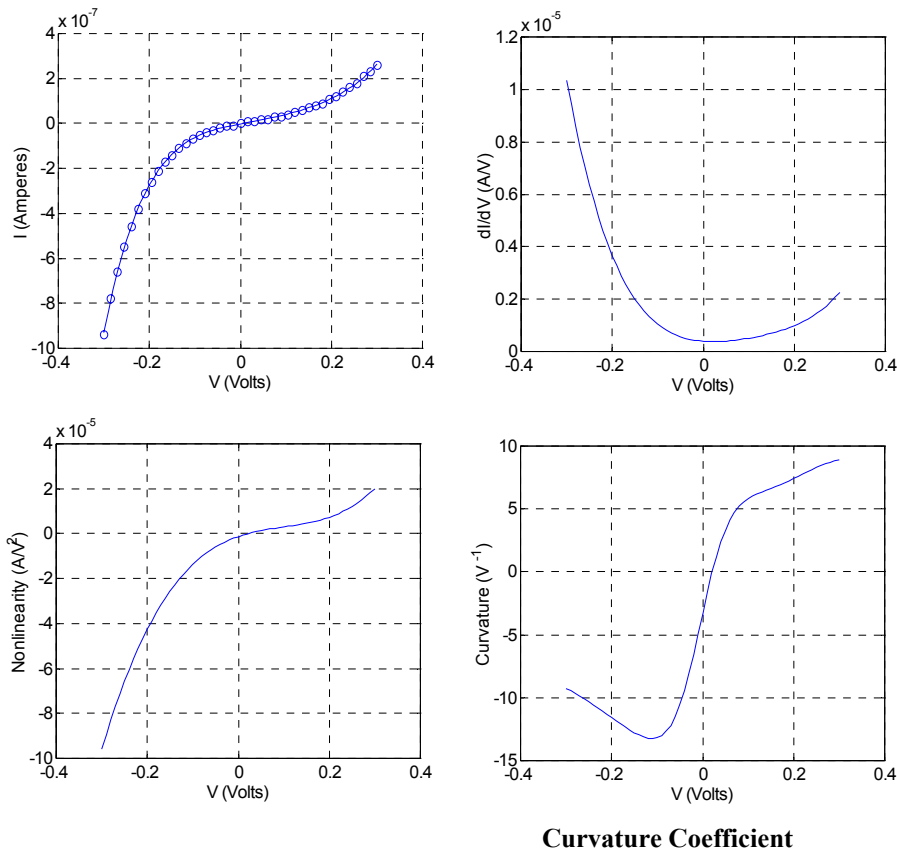 x 10⁻⁷
4
2
0
-2
-4
-6
-8
-10
-0.4 -0.2 0 0.2 0.4
I (Amperes)
V (Volts)
x 10⁻⁵
1.2
1
0.8
0.6
0.4
0.2
0
-0.4 -0.2 0 0.2 0.4
dI/dV (A/V)
V (Volts)
x 10⁻⁵
4
2
0
-2
-4
-6
-8
-10
-0.4 -0.2 0 0.2 0.4
Nonlinearity (A/V²)
V (Volts)
10
5
0
-5
-10
-15
-0.4 -0.2 0 0.2 0.4
Curvature (V⁻¹)
V (Volts)
Curvature Coefficient